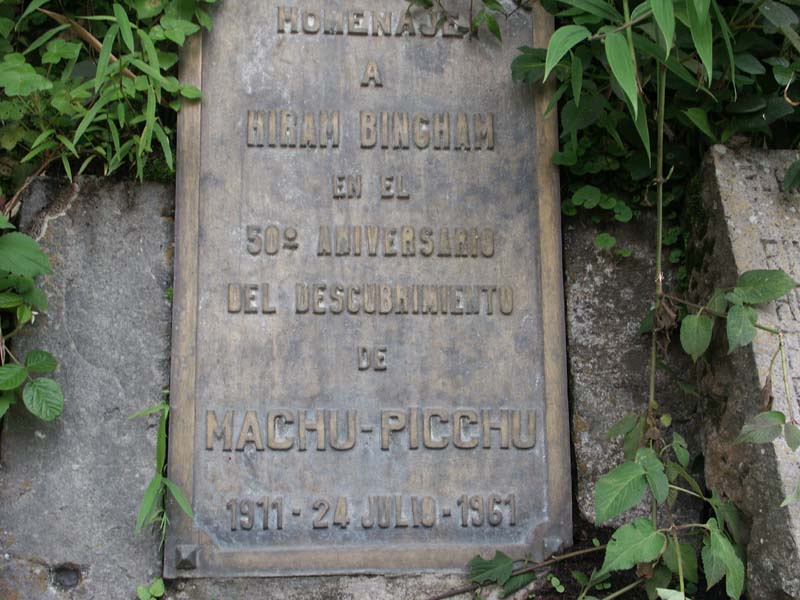 HOMENAJE
A
HIRAM BINGHAM
EN EL
50º ANIVERSARIO
DEL DESCUBRIMIENTO
DE
MACHU-PICCHU
1911 - 24 JULIO - 1961